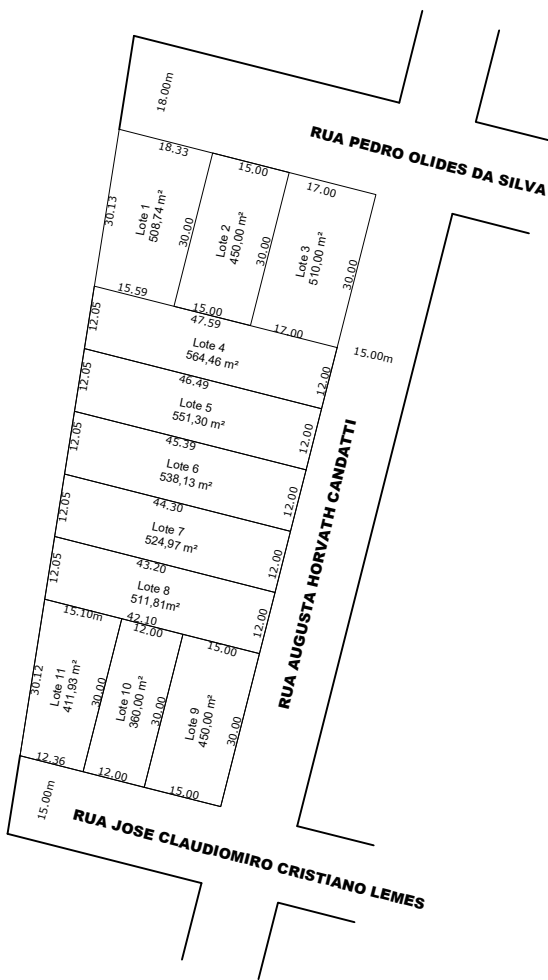 18.00m
RUA PEDRO OLIDES DA SILVA
18.33
15.00
17.00
30.13
Lote 1
508,74 m²
30.00
Lote 2
450,00 m²
30.00
Lote 3
510,00 m²
30.00
15.59
15.00
17.00
15.00m
12.05
47.59
Lote 4
564,46 m²
12.00
12.05
46.49
Lote 5
551,30 m²
12.00
12.05
45.39
Lote 6
538,13 m²
12.00
12.05
44.30
Lote 7
524,97 m²
12.00
12.05
43.20
Lote 8
511,81m²
12.00
RUA AUGUSTA HORVATH CANDATTI
15.10m
42.10
12.00
15.00
30.12
Lote 11
411,93 m²
30.00
Lote 10
360,00 m²
30.00
Lote 9
450,00 m²
30.00
12.36
12.00
15.00
15.00m
RUA JOSE CLAUDIOMIRO CRISTIANO LEMES